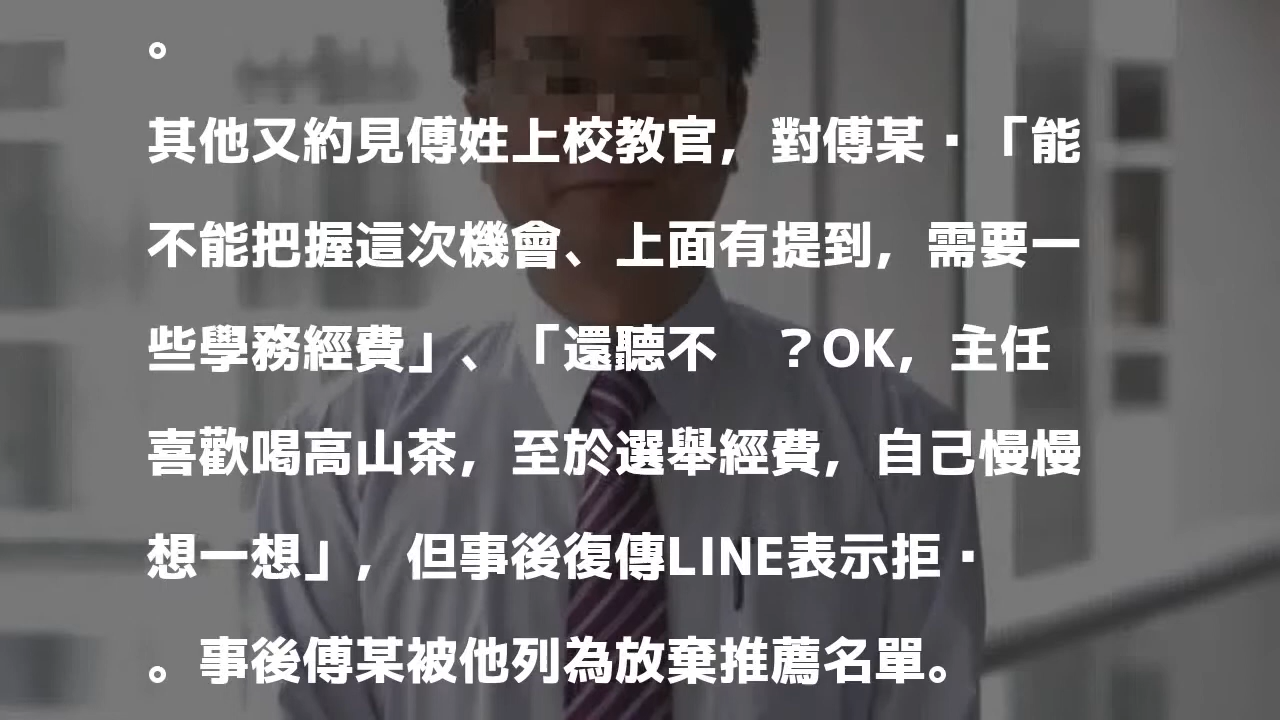 。
其他又約見傅姓上校教官，對傅某·「能
不能把握這次機會、上面有提到，需要一
些學務經費」、「還聽不　？OK，主任
喜歡喝高山茶，至於選舉經費，自己慢慢
想一想」，但事後復傳LINE表示拒·
。事後傅某被他列為放棄推薦名單。